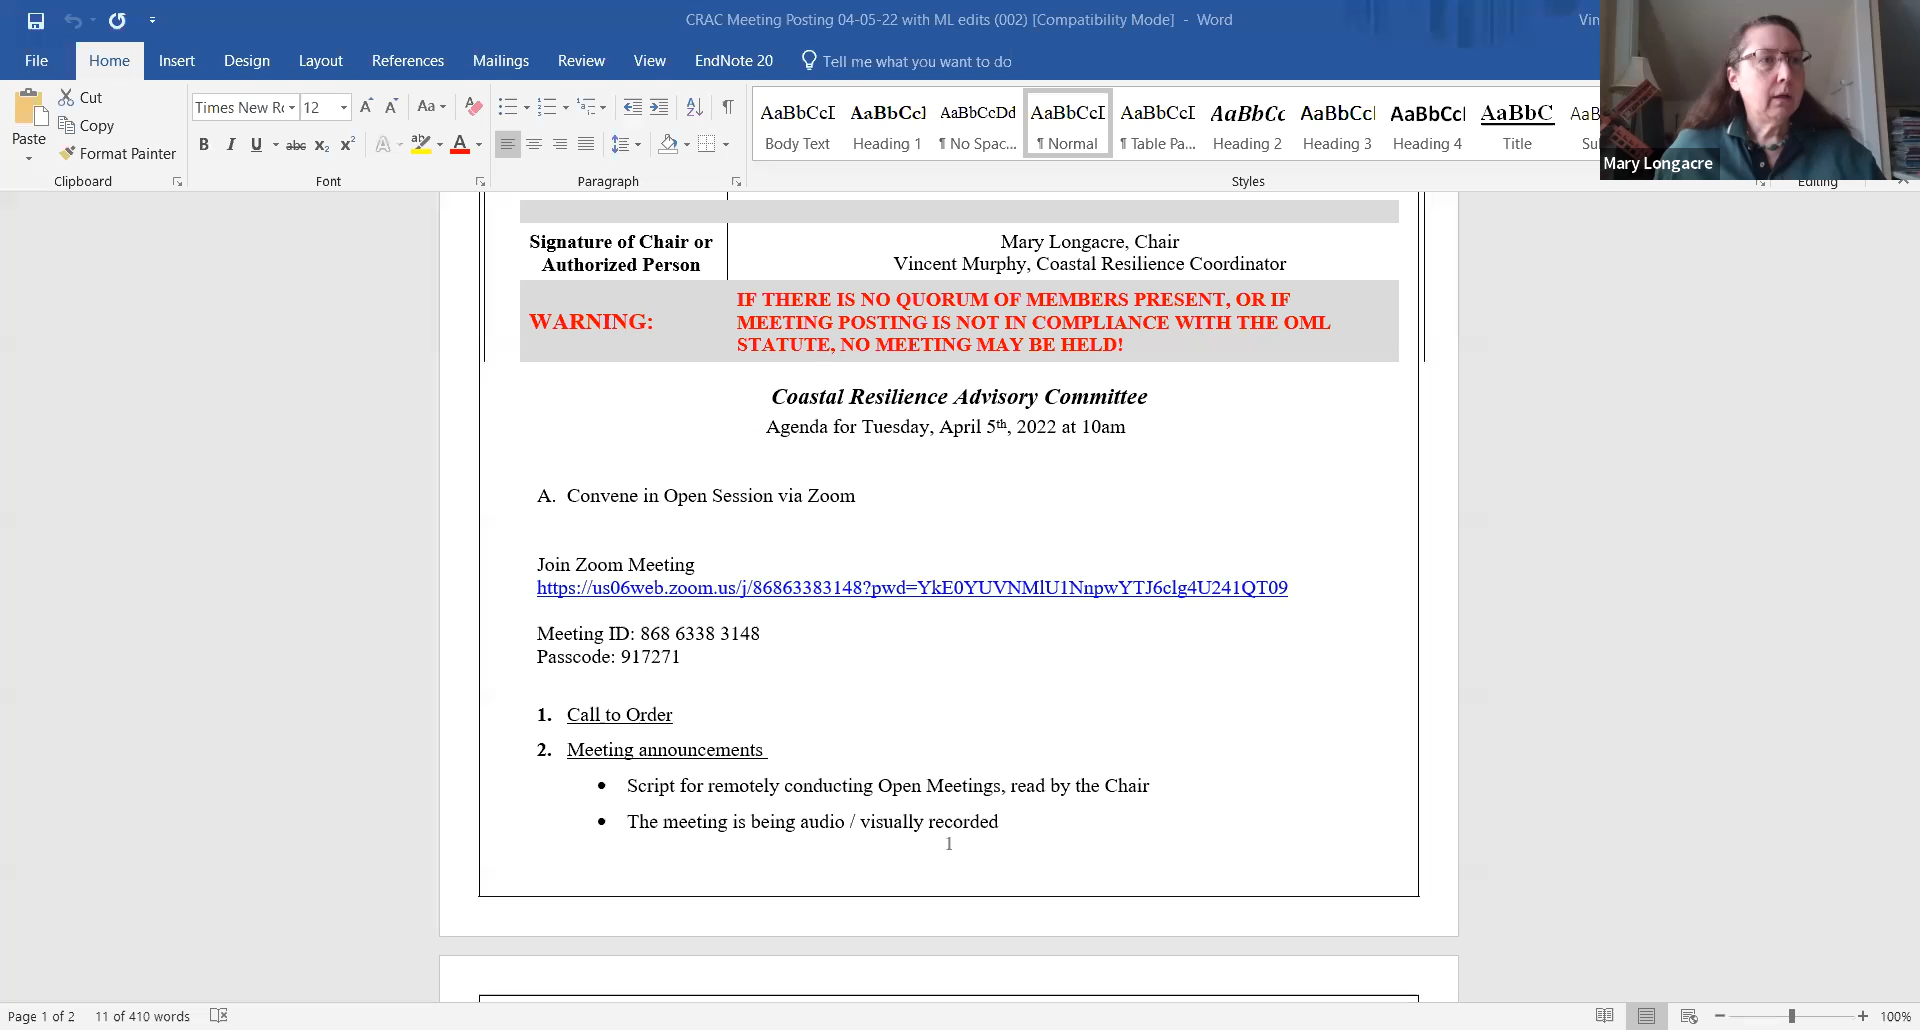 CRAC Meeting Posting 04-05-22 with ML edits (002) [Compatibility Mode] - Word
Vin
File Home Insert Design Layout References Mailings Review View EndNote 20 Tell me what you want to do
Paste
Cut
Copy
Format Painter
Clipboard
Times New Rc 12
Font
Paragraph
AaBbCcI AaBbCcl AaBbCcDd AaBbCcI AaBbCcI AaBbCc AaBbCcl AaBbCcl AaBbC AaB
Body Text Heading 1 ¶ No Spac... ¶ Normal ¶ Table Pa... Heading 2 Heading 3 Heading 4 Title Sul
Styles
Editing
Mary Longacre
Signature of Chair or
Authorized Person
Mary Longacre, Chair
Vincent Murphy, Coastal Resilience Coordinator
WARNING:
IF THERE IS NO QUORUM OF MEMBERS PRESENT, OR IF
MEETING POSTING IS NOT IN COMPLIANCE WITH THE OML
STATUTE, NO MEETING MAY BE HELD!
Coastal Resilience Advisory Committee
Agenda for Tuesday, April 5th, 2022 at 10am
A. Convene in Open Session via Zoom
Join Zoom Meeting
https://us06web.zoom.us/j/86863383148?pwd=YkE0YUVNMlU1NnpwYTJ6clg4U241QT09
Meeting ID: 868 6338 3148
Passcode: 917271
1. Call to Order
2. Meeting announcements
• Script for remotely conducting Open Meetings, read by the Chair
• The meeting is being audio / visually recorded
1
Page 1 of 2 11 of 410 words
100%